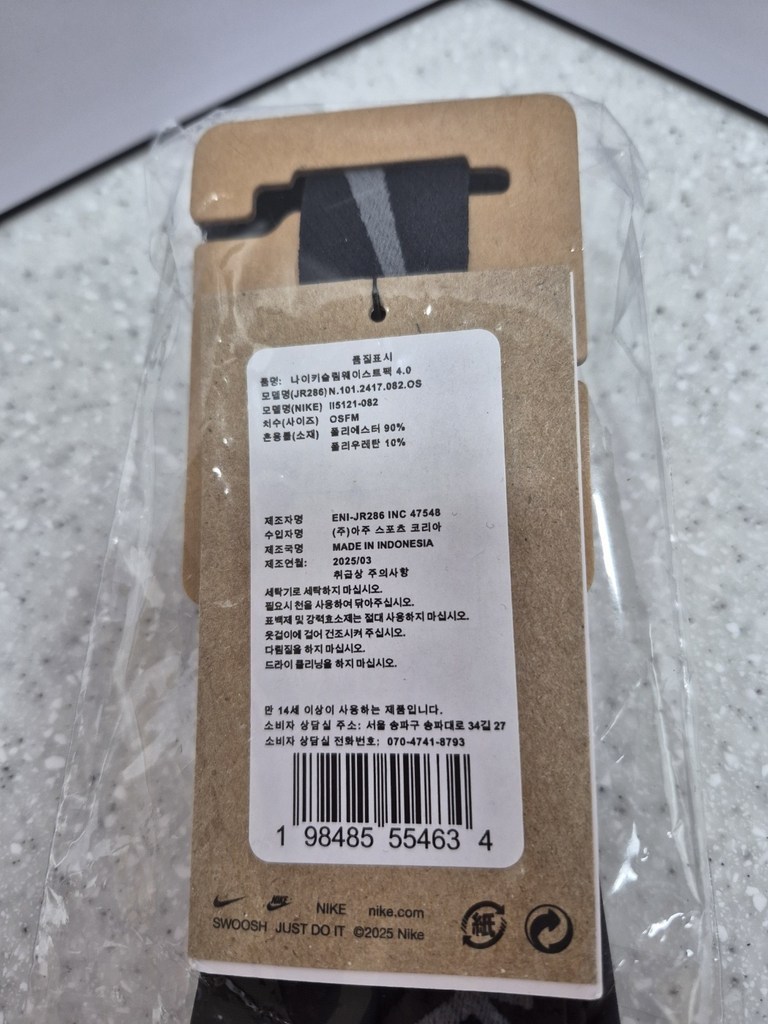 품질표시
품명: 나이키슬림웨이스트팩 4.0
모델명(JR286) N.101.2417.082.OS
모델명(NIKE) II5121-082
치수(사이즈) OSFM
혼용률(소재) 폴리에스터 90%
폴리우레탄 10%
제조자명 ENI-JR286 INC 47548
수입자명 (주)아주 스포츠 코리아
제조국명 MADE IN INDONESIA
제조연월: 2025/03
취급상 주의사항
세탁기로 세탁하지 마십시오.
필요시 천을 사용하여 닦아주십시오.
표백제 및 강력효소제는 절대 사용하지 마십시오.
옷걸이에 걸어 건조시켜 주십시오.
다림질을 하지 마십시오.
드라이 클리닝을 하지 마십시오.
만 14세 이상이 사용하는 제품입니다.
소비자 상담실 주소: 서울 송파구 송파대로 34길 27
소비자 상담실 전화번호: 070-4741-8793
1 98485 55463 4
NIKE NIKE nike.com
SWOOSH JUST DO IT ©2025 Nike
紙